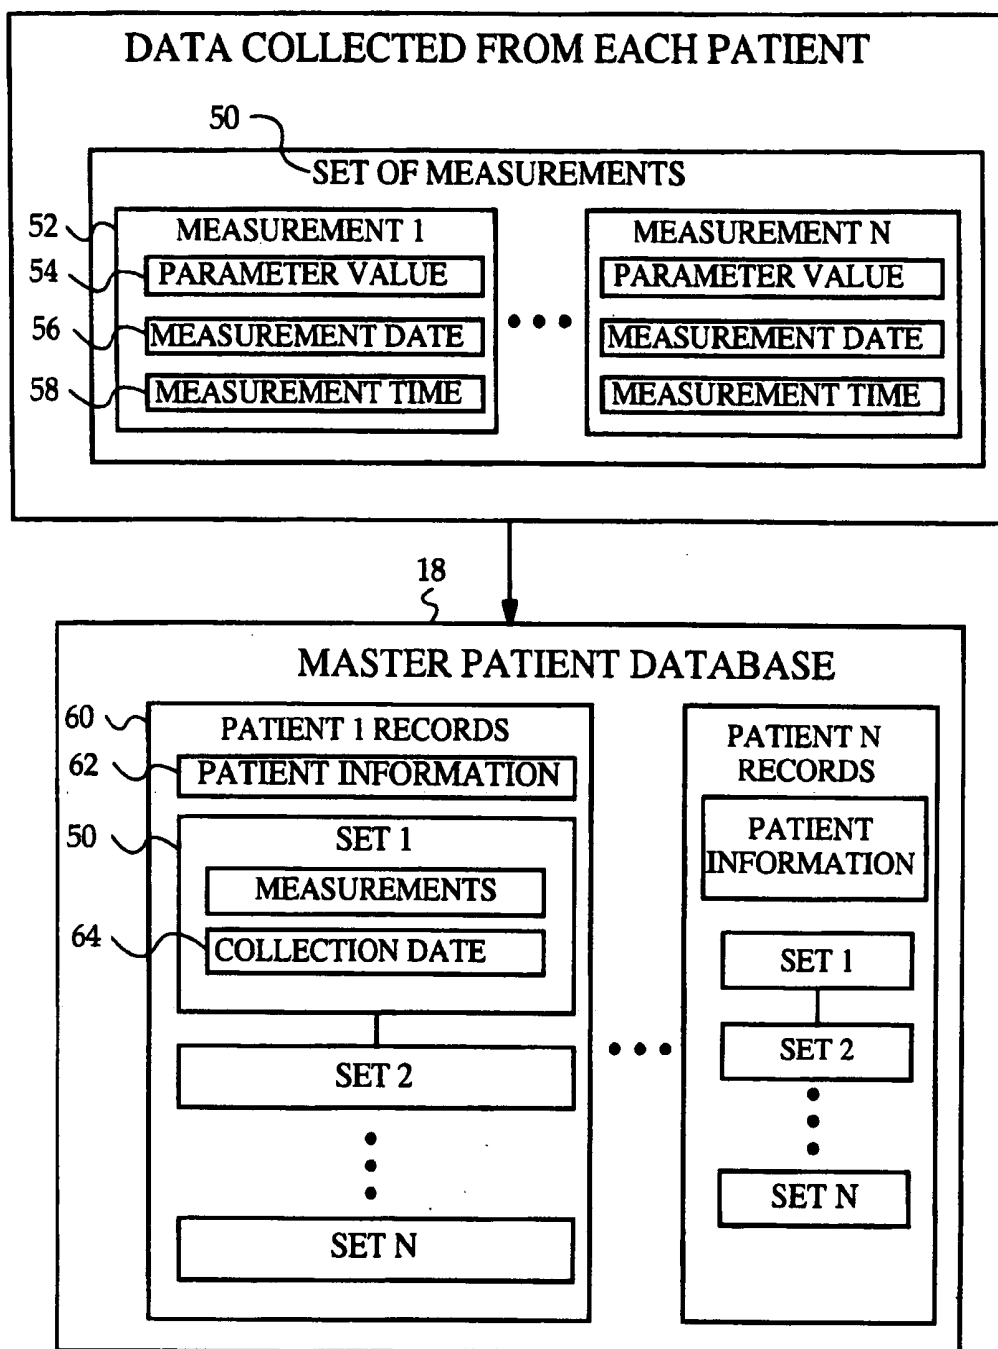 DATA COLLECTED FROM EACH PATIENT
50
SET OF MEASUREMENTS
52
MEASUREMENT 1
54
PARAMETER VALUE
56
MEASUREMENT DATE
58
MEASUREMENT TIME
MEASUREMENT N
PARAMETER VALUE
MEASUREMENT DATE
MEASUREMENT TIME
18
MASTER PATIENT DATABASE
60
PATIENT 1 RECORDS
62
PATIENT INFORMATION
50
SET 1
MEASUREMENTS
64
COLLECTION DATE
SET 2
SET N
PATIENT N
RECORDS
PATIENT
INFORMATION
SET 1
SET 2
SET N